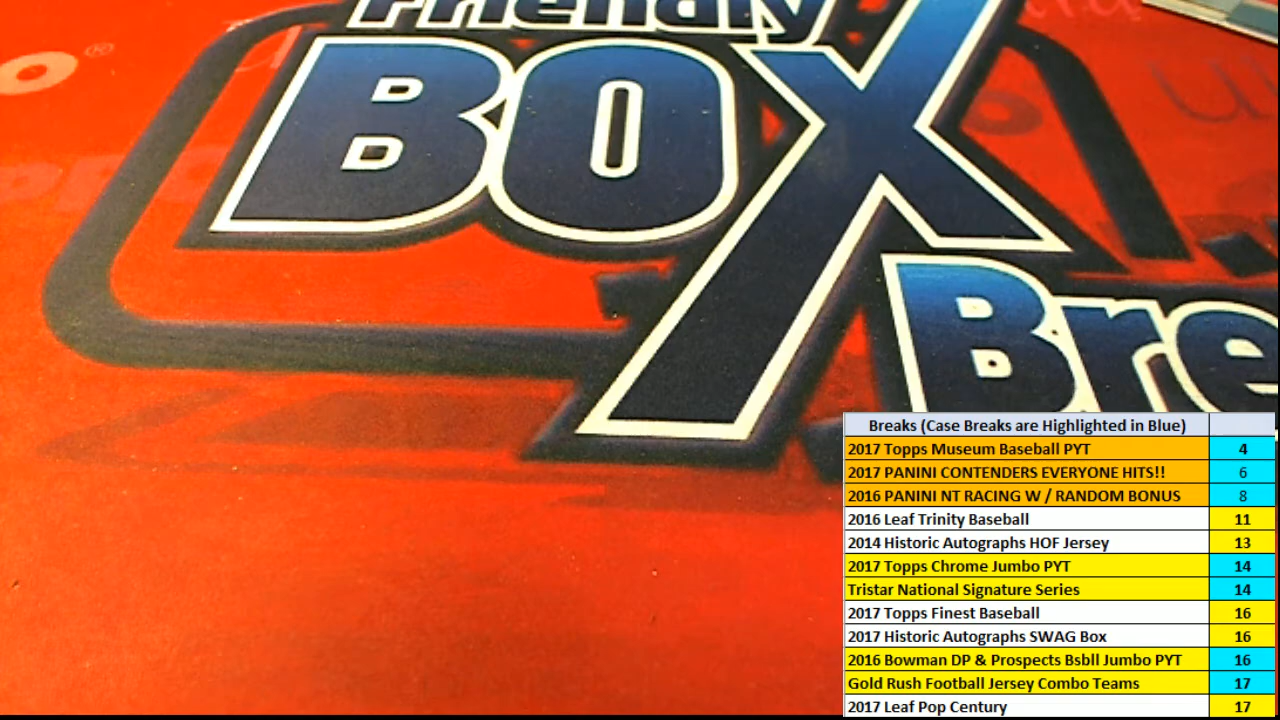 Friendly
BOX
Bre
Breaks (Case Breaks are Highlighted in Blue)
2017 Topps Museum Baseball PYT 4
2017 PANINI CONTENDERS EVERYONE HITS!! 6
2016 PANINI NT RACING W / RANDOM BONUS 8
2016 Leaf Trinity Baseball 11
2014 Historic Autographs HOF Jersey 13
2017 Topps Chrome Jumbo PYT 14
Tristar National Signature Series 14
2017 Topps Finest Baseball 16
2017 Historic Autographs SWAG Box 16
2016 Bowman DP & Prospects Bsbll Jumbo PYT 16
Gold Rush Football Jersey Combo Teams 17
2017 Leaf Pop Century 17